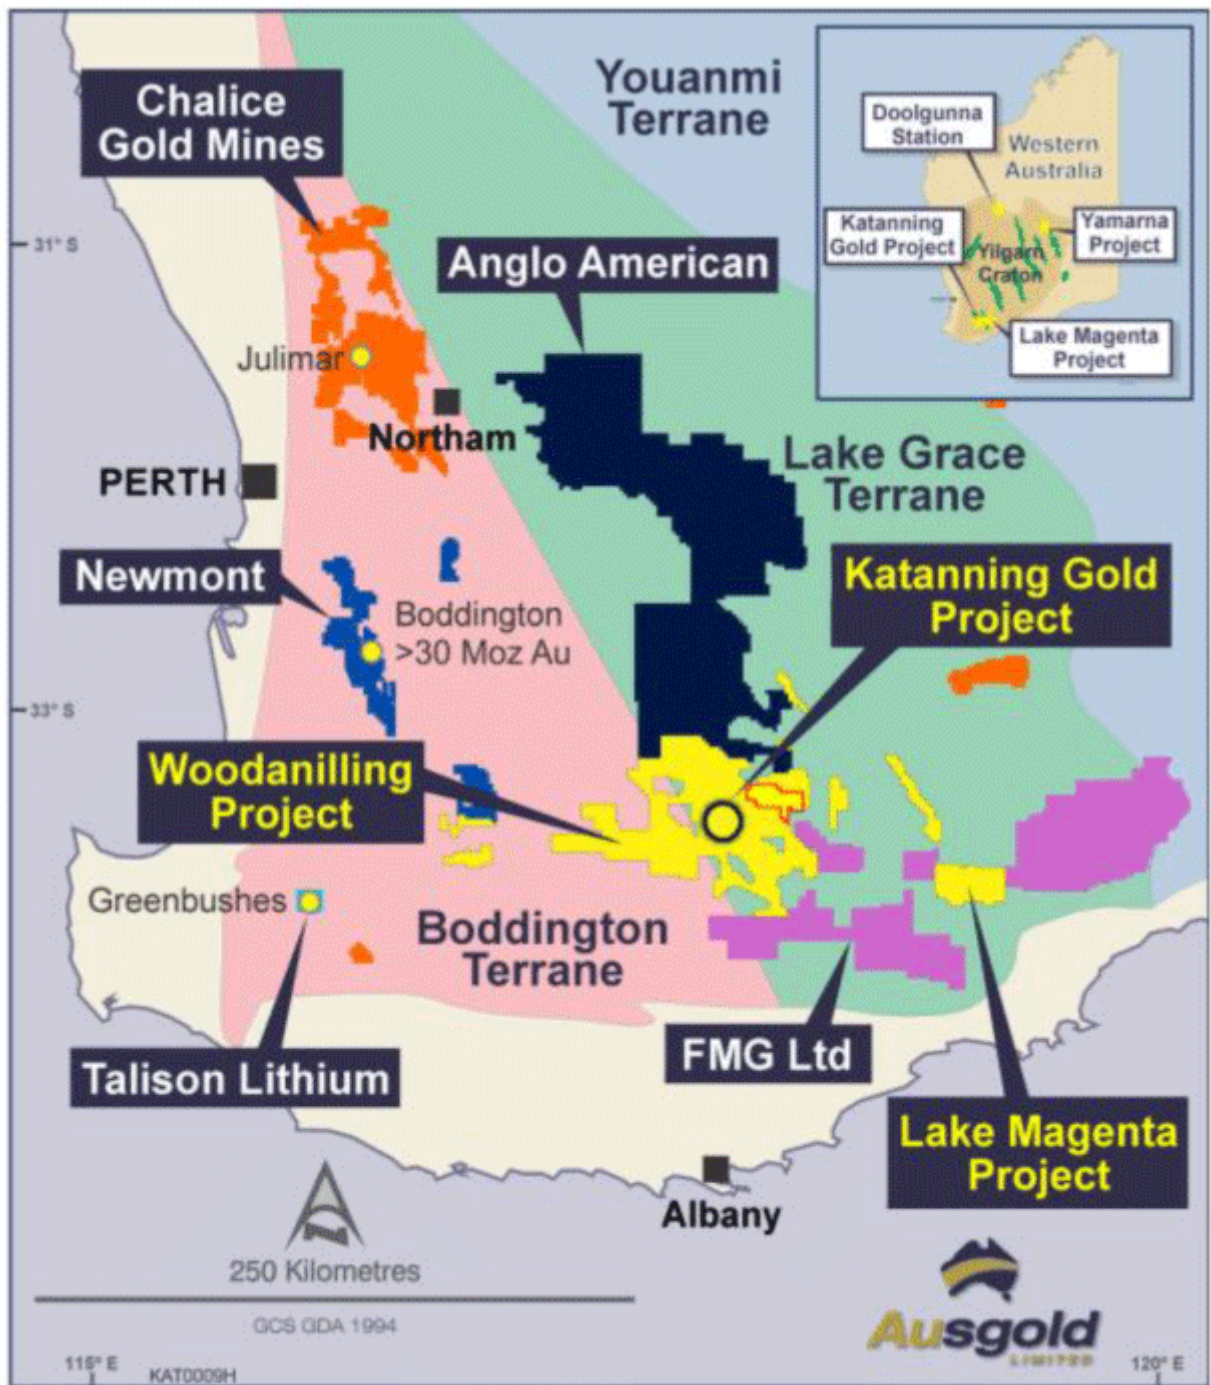 Youanmi
Terrane
Chalice
Gold Mines
Doolgunna
Station
Western
Australia
Katanning
Gold Project
Yamarna
Project
Yilgarn
Craton
Lake Magenta
Project
31° S
Anglo American
Julimar
Northam
Lake Grace
Terrane
PERTH
Newmont
Katanning Gold
Project
Boddington
>30 Moz Au
33° S
Woodanilling
Project
Greenbushes
Boddington
Terrane
FMG Ltd
Talison Lithium
Lake Magenta
Project
Albany
N
250 Kilometres
GCS GDA 1994
Ausgold
LIMITED
115° E
KAT0009H
120° E